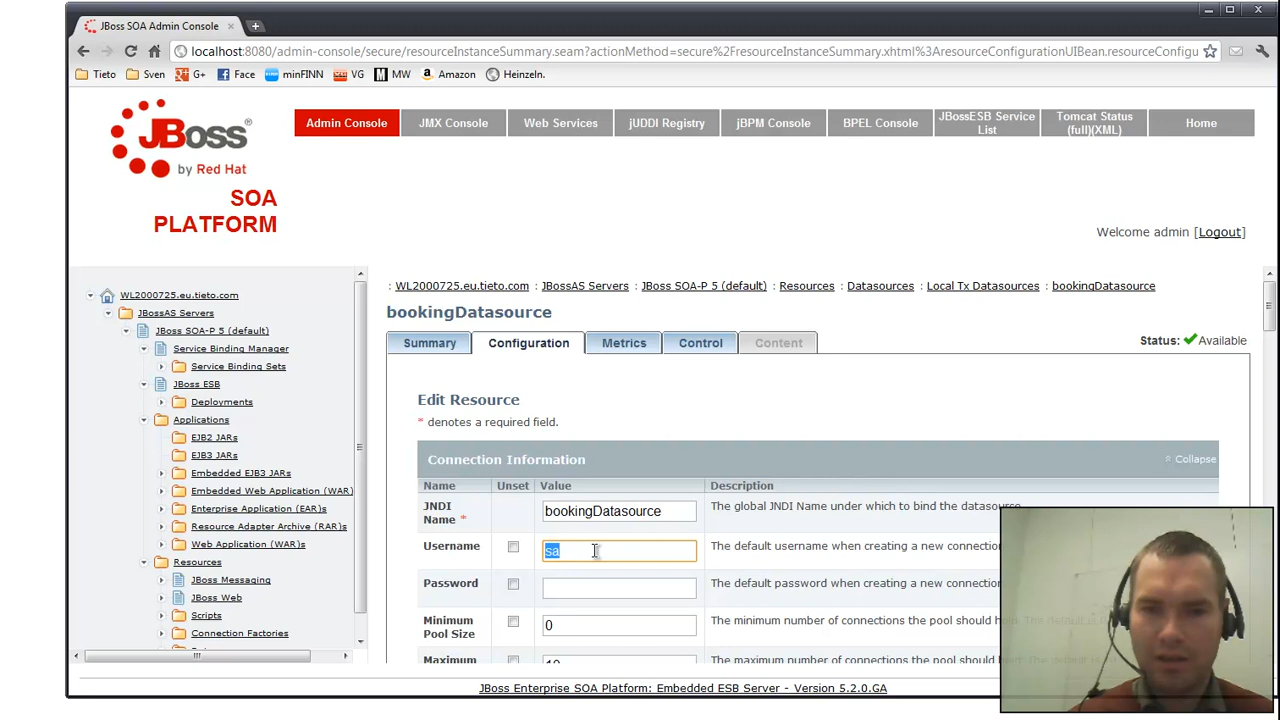 JBoss SOA Admin Console
localhost:8080/admin-console/secure/resourceInstanceSummary.seam?actionMethod=secure%2FresourceInstanceSummary.xhtml%3AresourceConfigurationUIBean.resourceConfigu
Tieto Sven G+ Face minFINN VG MW Amazon Heinzeln.
JBoss
by Red Hat
SOA
PLATFORM
Admin Console JMX Console Web Services jUDDI Registry jBPM Console BPEL Console JBossESB Service List Tomcat Status (full)(XML) Home
Welcome admin [Logout]
WL2000725.eu.tieto.com
JBossAS Servers
JBoss SOA-P 5 (default)
Service Binding Manager
Service Binding Sets
JBoss ESB
Deployments
Applications
EJB2 JARs
EJB3 JARs
Embedded EJB3 JARs
Embedded Web Application (WAR)
Enterprise Application (EAR)s
Resource Adapter Archive (RAR)s
Web Application (WAR)s
Resources
JBoss Messaging
JBoss Web
Scripts
Connection Factories
: WL2000725.eu.tieto.com : JBossAS Servers : JBoss SOA-P 5 (default) : Resources : Datasources : Local Tx Datasources : bookingDatasource
bookingDatasource
Summary Configuration Metrics Control Content
Status: Available
Edit Resource
* denotes a required field.
Connection Information Collapse
Name Unset Value Description
JNDI Name * bookingDatasource The global JNDI Name under which to bind the datasource.
Username sa The default username when creating a new connectio
Password The default password when creating a new connectio
Minimum Pool Size 0 The minimum number of connections the pool should
Maximum 10 The maximum number of connections the pool should
JBoss Enterprise SOA Platform: Embedded ESB Server - Version 5.2.0.GA